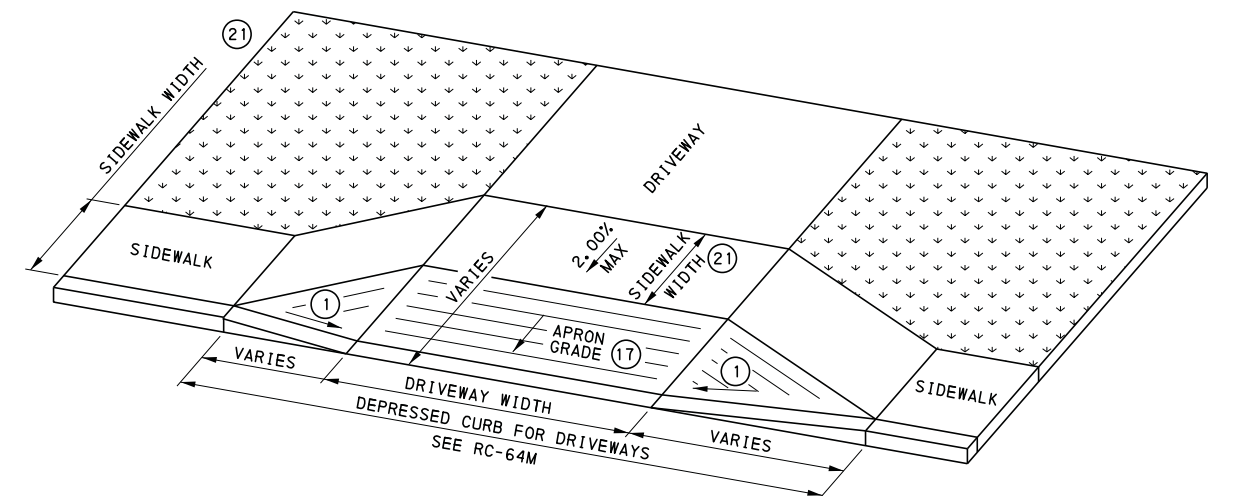 21
SIDEWALK WIDTH
DRIVEWAY
SIDEWALK
VARIES
2.00%
MAX
SIDEWALK
WIDTH
21
1
APRON
GRADE 17
1
SIDEWALK
VARIES
DRIVEWAY WIDTH
VARIES
DEPRESSED CURB FOR DRIVEWAYS
SEE RC-64M